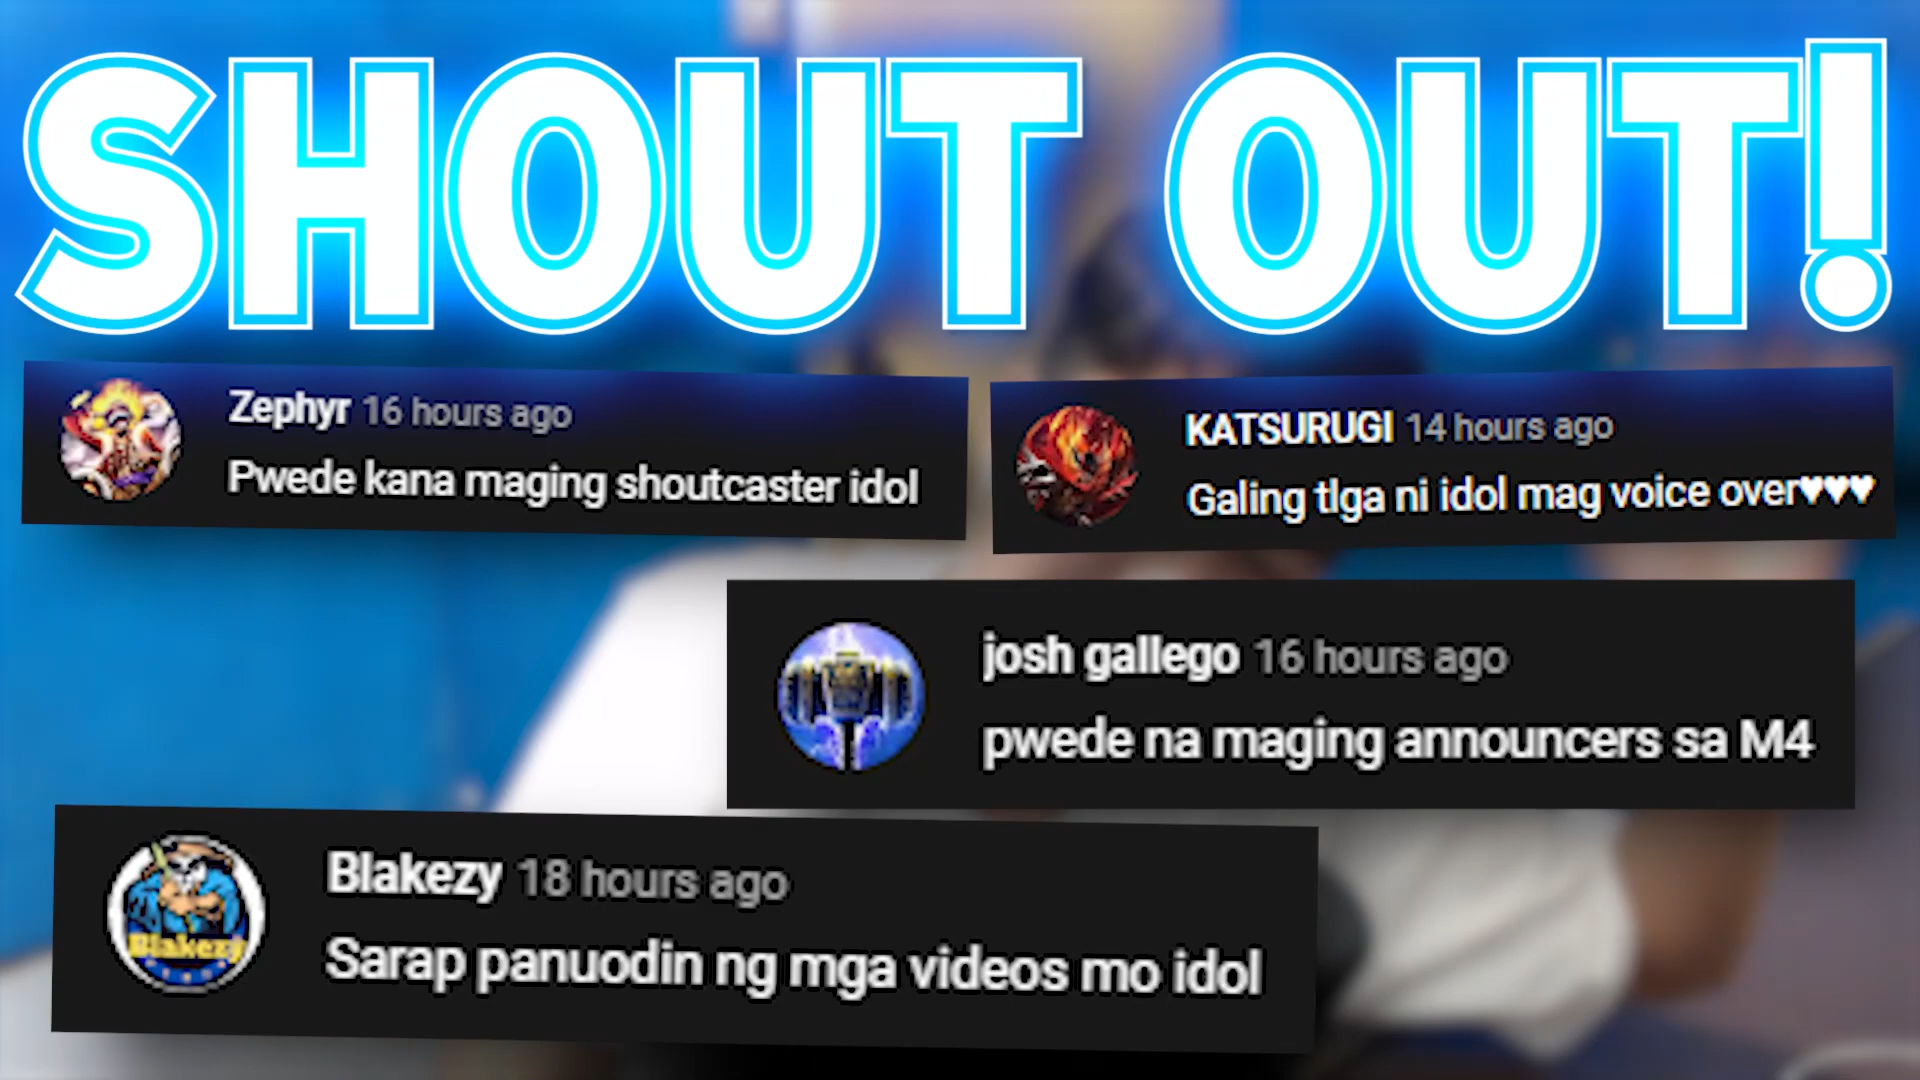 SHOUT OUT!
Zephyr 16 hours ago
Pwede kana maging shoutcaster idol
KATSURUGI 14 hours ago
Galing tlga ni idol mag voice over♥♥♥
josh gallego 16 hours ago
pwede na maging announcers sa M4
Blakezy 18 hours ago
Sarap panuodin ng mga videos mo idol
Blakezy